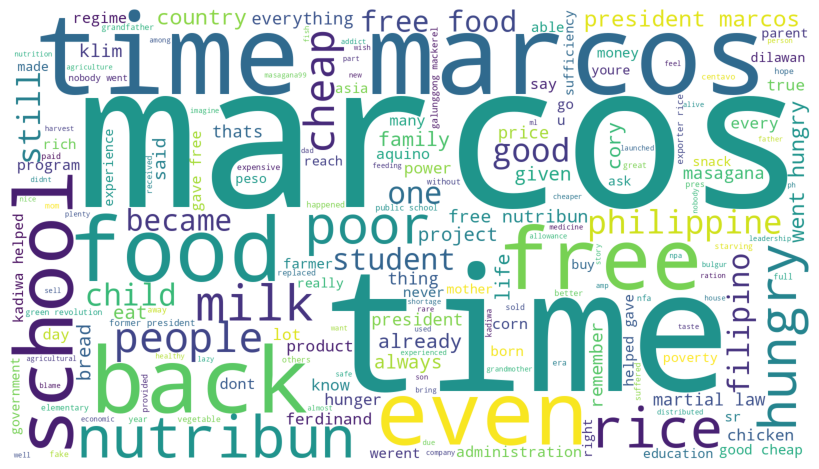 regime
grandfather
country
everything
free food
president marcos
parent
nutrition
among
able
time marcos
fish
addict
mish
sufficiency
person
klim
agriculture
masagana99
part
money
dilawan
made
nobody went
asia
new
youre
feel
hope
true
still
cheap
galunggong mackerel
say
go
u
centavo
marcos
harvest
imagine
many
price
good
cory
exporter rice
alive
every
father
rich
paid
program
experience
said
thats
gave free
expensive
received
dad
family
reach
aquino
power
given
ml
launched
great
ask
snack
masagana
went hungry
didnt
nice
mom
peso
happened
feeding
without
cheaper
pres
nobody
ph
plenty
public school
one
free nutribun
medicine
allowance
leadership
school
kadiwa helped
became
poor
project
philippine
food
farmer
student
free
story
npa
starving
bulgur
ration
child
really
thing
never
mother
life
buy
amp
shortage
rare
corn
better
nfa
house
full
filipino
hungry
green revolution
eat
milk
time
sell
former president
away
replaced
president
kadima
sold
taste
day
people
lot
want
used
already
born
era
poverty
remember
helped gave
bread
agricultural
blame
healthy
lazy
others
product
experienced
always
grandmother
suffered
government
back
provided
dont
know
safe
son
bring
even
distributed
martial law
elementary
hunger
almost
ferdinand
rice
sr
chicken
economic
year
vegetable
nutribun
werent
due
company
administration
right
education
good cheap
well
fake